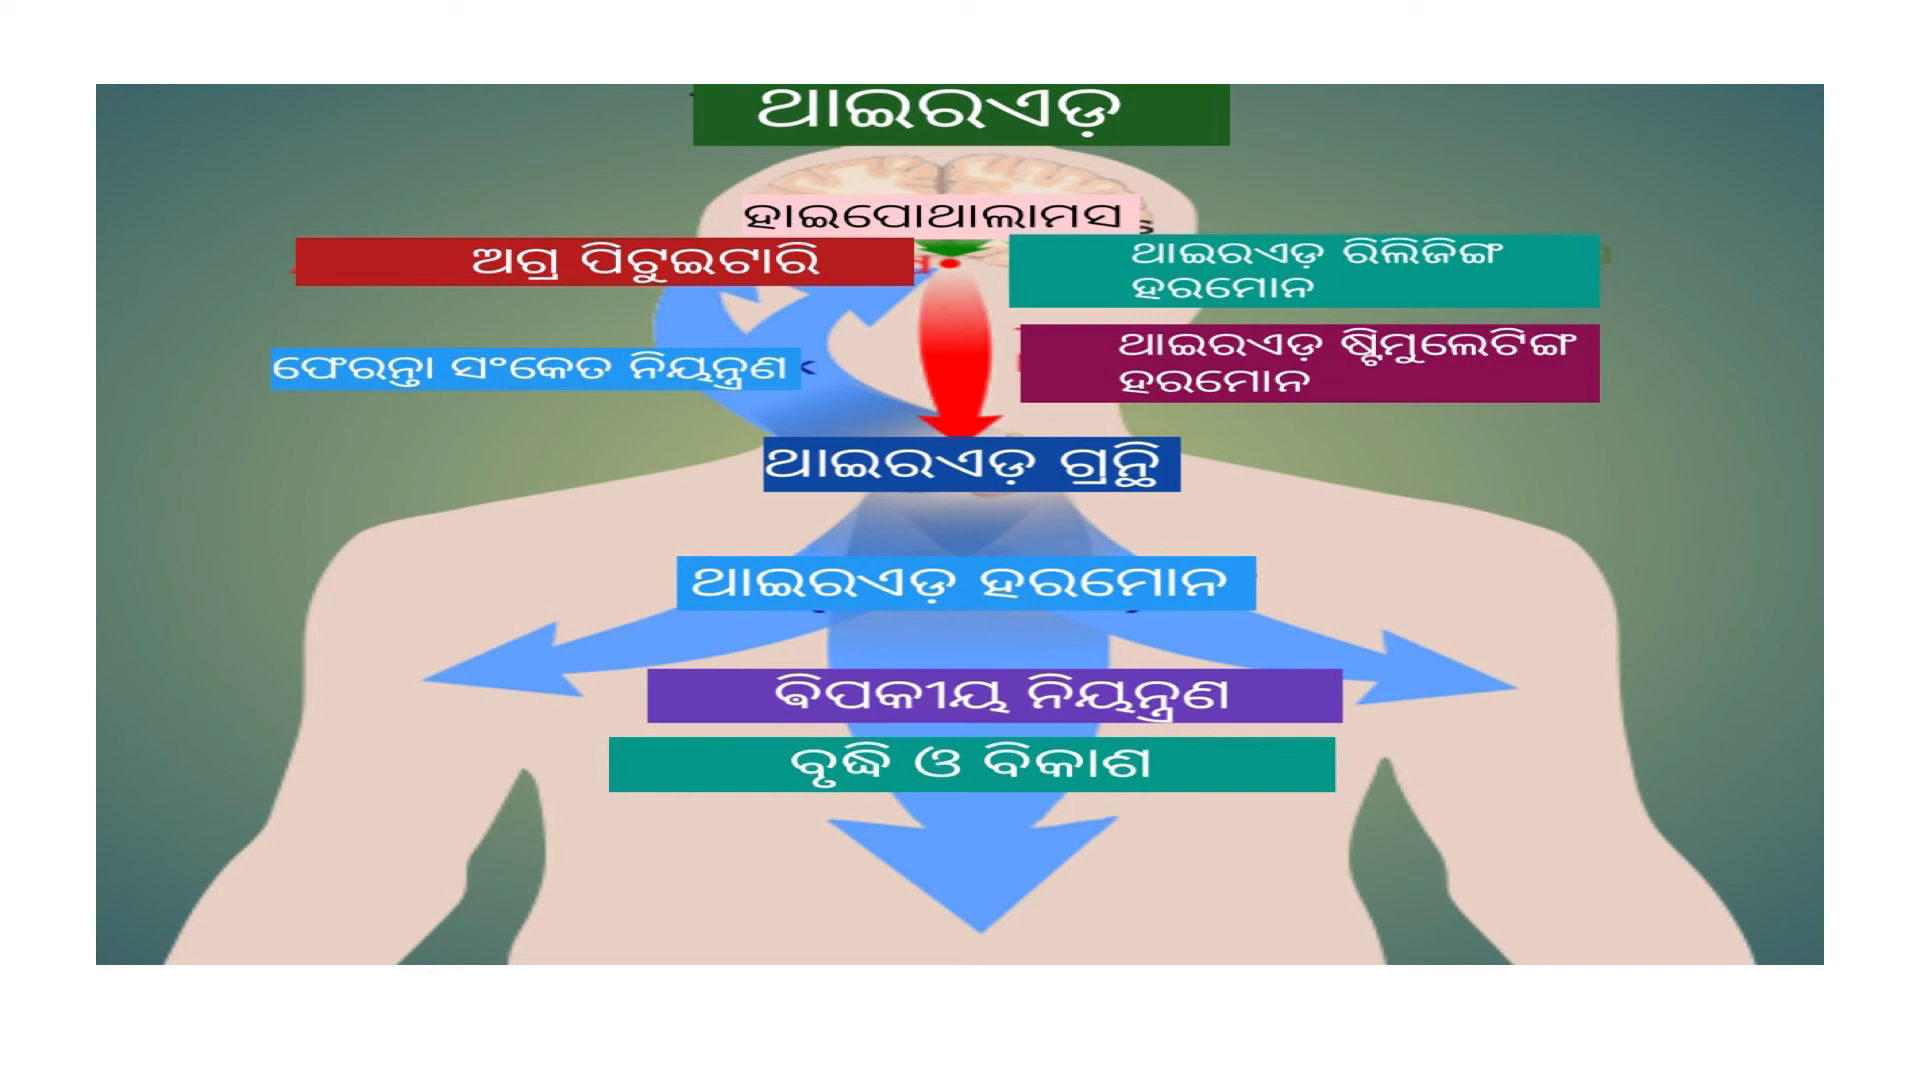 ଥାଇରଏଡ଼
ହାଇପୋଥାଲାମସ
ଅଗ୍ର ପିଟୁଇଟାରି
ଥାଇରଏଡ଼ ରିଲିଜିଙ୍ଗ
ହରମୋନ
ଥାଇରଏଡ଼ ଷ୍ଟିମୁଲେଟିଙ୍ଗ
ହରମୋନ
ଫେରନ୍ତା ସଂକେତ ନିୟନ୍ତ୍ରଣ
ଥାଇରଏଡ଼ ଗ୍ରନ୍ଥି
ଥାଇରଏଡ଼ ହରମୋନ
ଵିପକୀୟ ନିୟନ୍ତ୍ରଣ
ବୃଦ୍ଧି ଓ ବିକାଶ